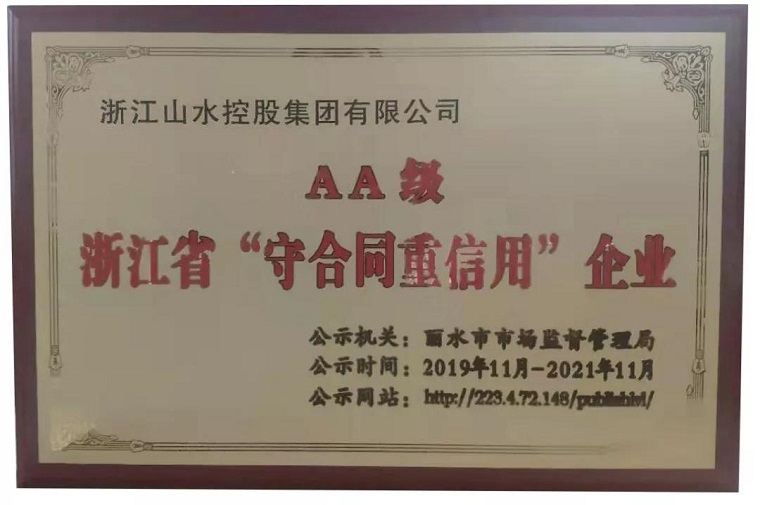 浙江山水控股集团有限公司
AA级
浙江省“守合同重信用”企业
公示机关：丽水市市场监督管理局
公示时间：2019年11月-2021年11月
公示网站：http://223.4.72.148/